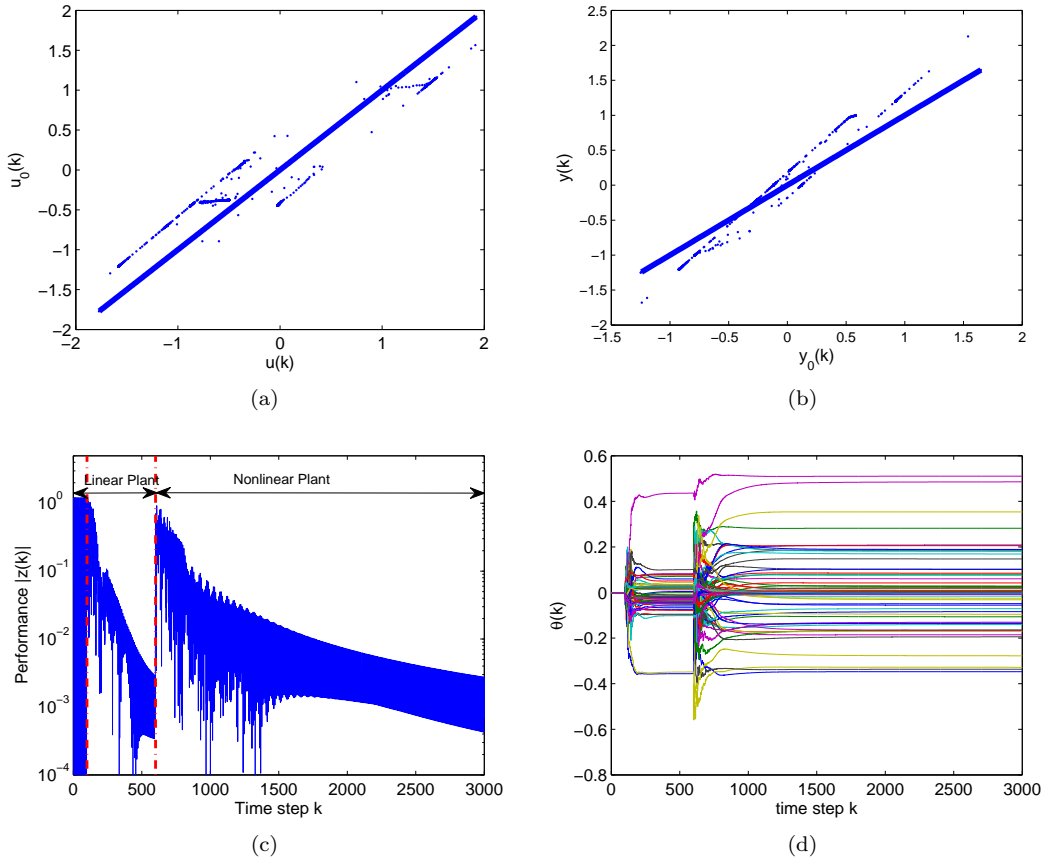 2
1.5
1
0.5
0
−0.5
−1
−1.5
−2
u₀(k)
−2 −1 0 1 2
u(k)
(a)
2.5
2
1.5
1
0.5
0
−0.5
−1
−1.5
−2
y(k)
−1.5 −1 −0.5 0 0.5 1 1.5 2
y₀(k)
(b)
Linear Plant
Nonlinear Plant
10⁰
10⁻¹
10⁻²
10⁻³
10⁻⁴
Performance |z(k)|
0 500 1000 1500 2000 2500 3000
Time step k
(c)
0.6
0.4
0.2
0
−0.2
−0.4
−0.6
−0.8
θ(k)
0 500 1000 1500 2000 2500 3000
time step k
(d)